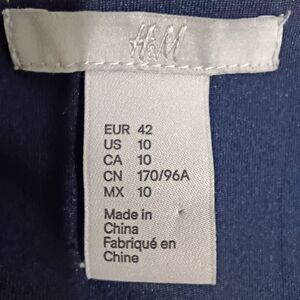 H&M
EUR 42
US 10
CA 10
CN 170/96A
MX 10
Made in
China
Fabriqué en
Chine